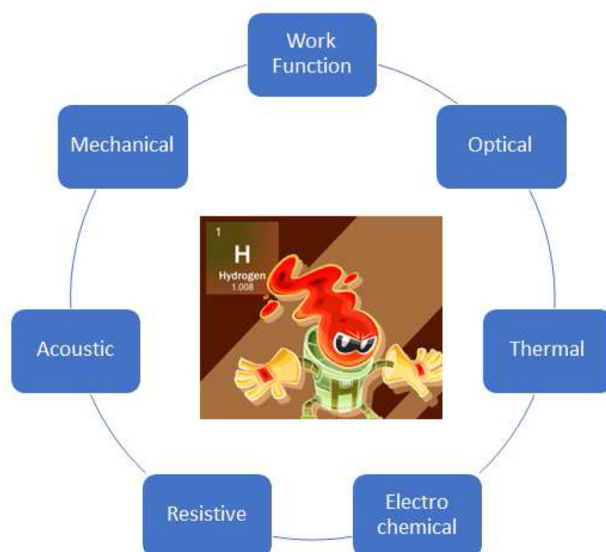 Work
Function
Mechanical
Optical
1
H
Hydrogen
1.008
Acoustic
Thermal
Resistive
Electro
chemical